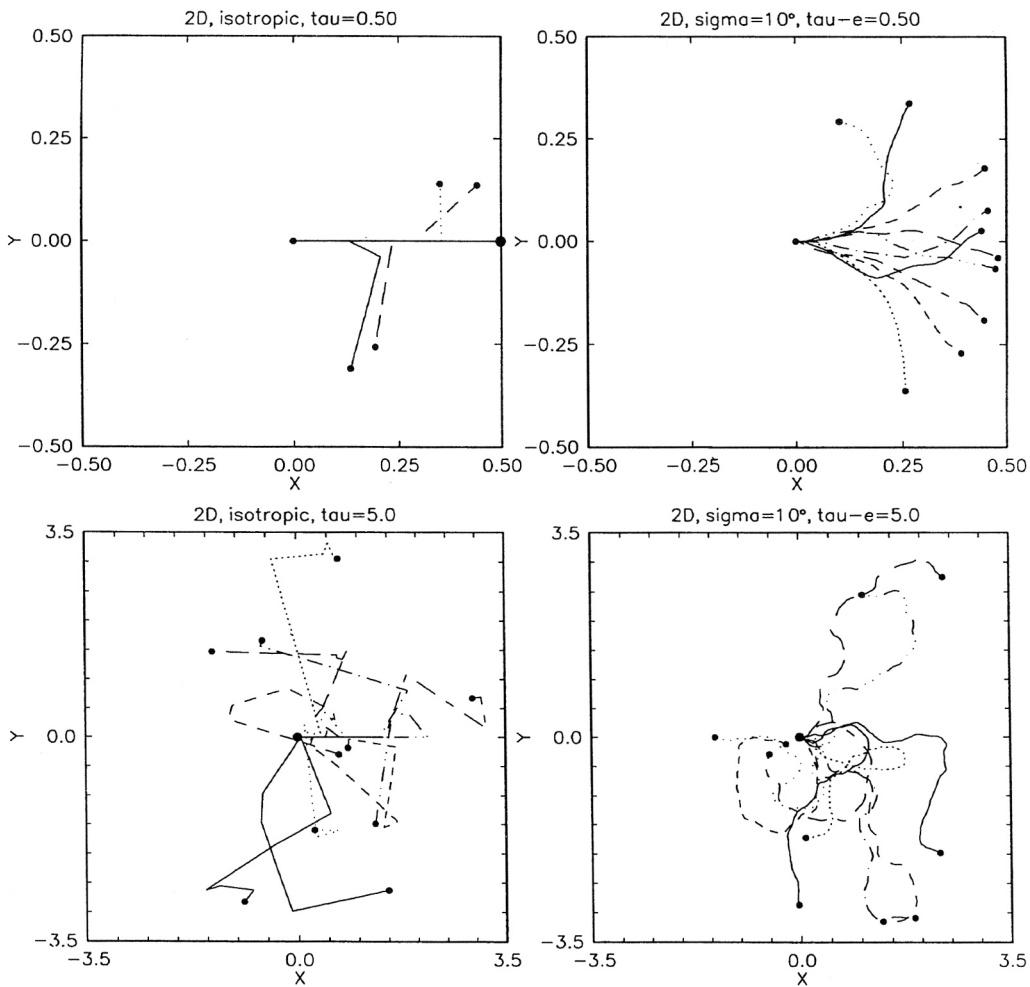 2D, isotropic, tau=0.50
0.50
0.25
Y 0.00
−0.25
−0.50
−0.50 −0.25 0.00 0.25 0.50
X
2D, sigma=10°, tau−e=0.50
0.50
0.25
Y 0.00
−0.25
−0.50
−0.50 −0.25 0.00 0.25 0.50
X
2D, isotropic, tau=5.0
3.5
Y 0.0
−3.5
−3.5 0.0 3.5
X
2D, sigma=10°, tau−e=5.0
3.5
Y 0.0
−3.5
−3.5 0.0 3.5
X